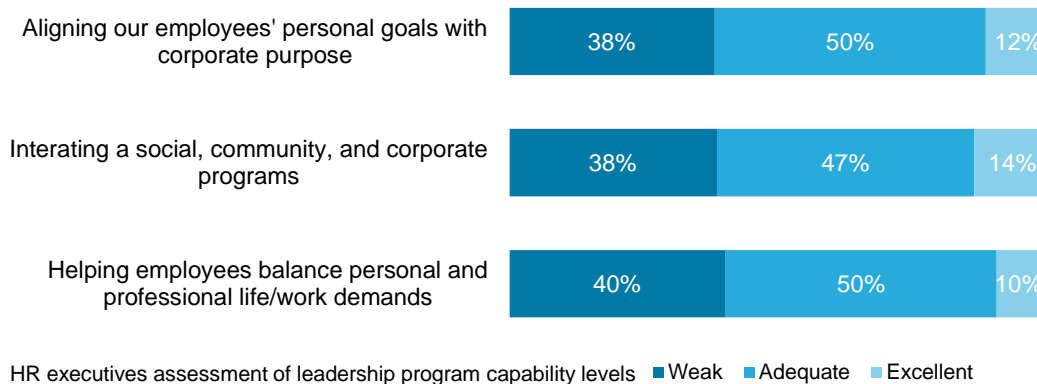 Aligning our employees' personal goals with
corporate purpose
38% 50% 12%
Interating a social, community, and corporate
programs
38% 47% 14%
Helping employees balance personal and
professional life/work demands
40% 50% 10%
HR executives assessment of leadership program capability levels Weak Adequate Excellent